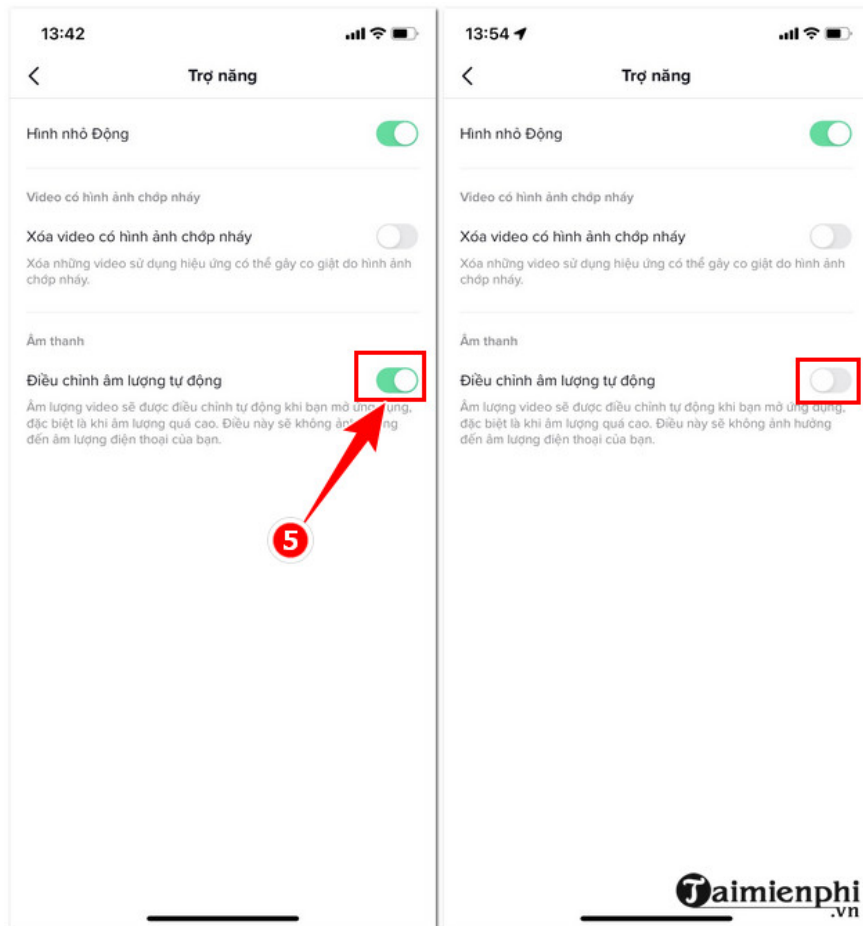 13:42
Trợ năng
Hình nhỏ Động
Video có hình ảnh chớp nháy
Xóa video có hình ảnh chớp nháy
Xóa những video sử dụng hiệu ứng có thể gây co giật do hình ảnh
chớp nháy.
Âm thanh
Điều chỉnh âm lượng tự động
Âm lượng video sẽ được điều chỉnh tự động khi bạn mở ứng dụng,
đặc biệt là khi âm lượng quá cao. Điều này sẽ không ảnh hưởng
đến âm lượng điện thoại của bạn.
5
13:54
Trợ năng
Hình nhỏ Động
Video có hình ảnh chớp nháy
Xóa video có hình ảnh chớp nháy
Xóa những video sử dụng hiệu ứng có thể gây co giật do hình ảnh
chớp nháy.
Âm thanh
Điều chỉnh âm lượng tự động
Âm lượng video sẽ được điều chỉnh tự động khi bạn mở ứng dụng,
đặc biệt là khi âm lượng quá cao. Điều này sẽ không ảnh hưởng
đến âm lượng điện thoại của bạn.
Taimienphi
.vn